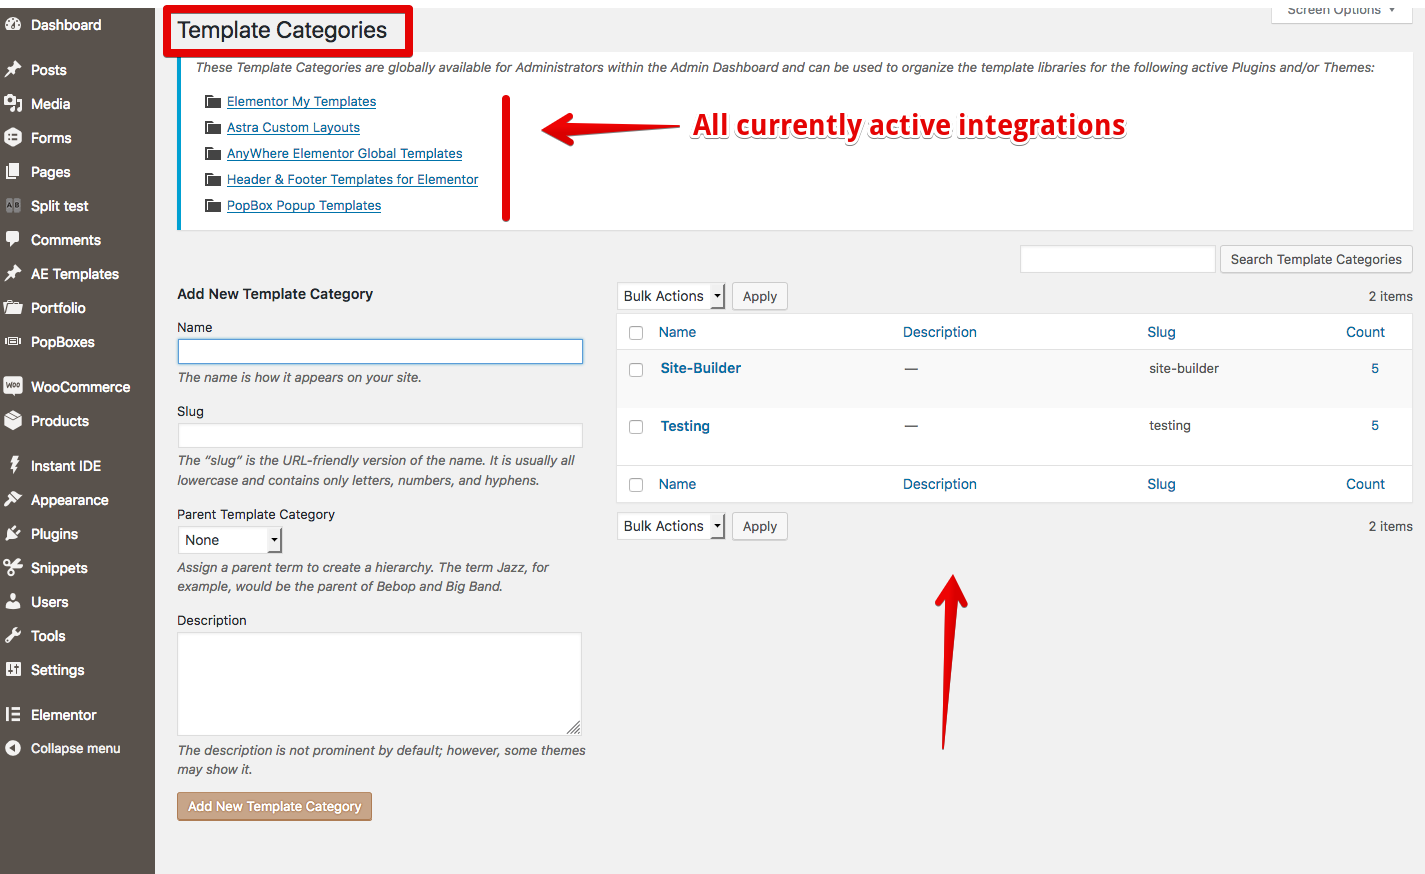 Dashboard
Posts
Media
Forms
Pages
Split test
Comments
AE Templates
Portfolio
PopBoxes
WooCommerce
Products
Instant IDE
Appearance
Plugins
Snippets
Users
Tools
Settings
Elementor
Collapse menu
Screen Options
Template Categories
These Template Categories are globally available for Administrators within the Admin Dashboard and can be used to organize the template libraries for the following active Plugins and/or Themes:
Elementor My Templates
Astra Custom Layouts
AnyWhere Elementor Global Templates
Header & Footer Templates for Elementor
PopBox Popup Templates
All currently active integrations
Search Template Categories
Add New Template Category
Name
The name is how it appears on your site.
Slug
The “slug” is the URL-friendly version of the name. It is usually all
lowercase and contains only letters, numbers, and hyphens.
Parent Template Category
None
Assign a parent term to create a hierarchy. The term Jazz, for
example, would be the parent of Bebop and Big Band.
Description
The description is not prominent by default; however, some themes
may show it.
Add New Template Category
Bulk Actions Apply 2 items
Name Description Slug Count
Site-Builder — site-builder 5
Testing — testing 5
Name Description Slug Count
Bulk Actions Apply 2 items